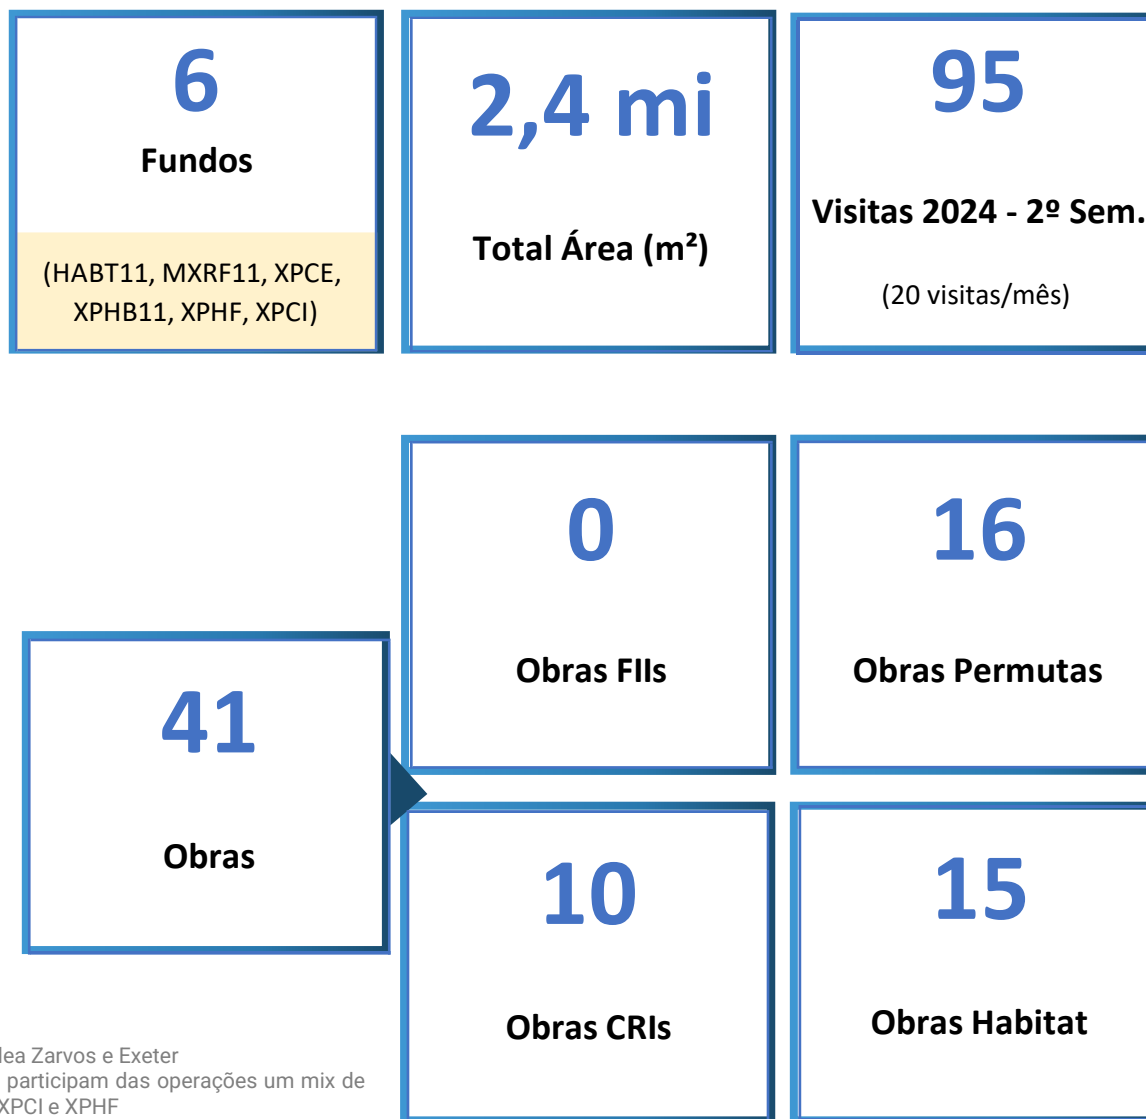 6
Fundos
(HABT11, MXRF11, XPCE,
XPHB11, XPHF, XPCI)
2,4 mi
Total Área (m²)
95
Visitas 2024 - 2º Sem.
(20 visitas/mês)
41
Obras
0
Obras FIIs
16
Obras Permutas
10
Obras CRIs
15
Obras Habitat
Zarvos e Exeter
participam das operações um mix de
XPCI e XPHF